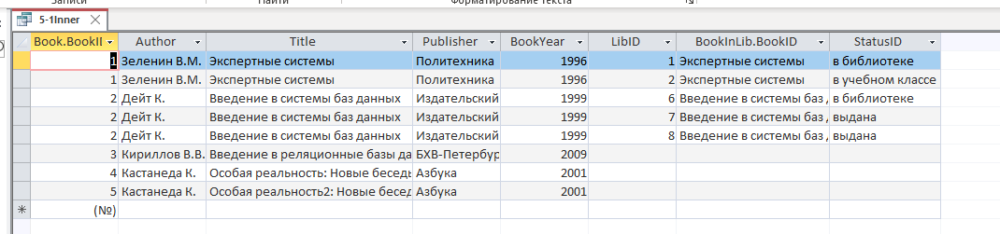 Записи Найти Форматирование текста
5-1Inner
Book.BookII Author Title Publisher BookYear LibID BookInLib.BookID StatusID
1 Зеленин В.М. Экспертные системы Политехника 1996 1 Экспертные системы в библиотеке
1 Зеленин В.М. Экспертные системы Политехника 1996 2 Экспертные системы в учебном классе
2 Дейт К. Введение в системы баз данных Издательский 1999 6 Введение в системы баз , в библиотеке
2 Дейт К. Введение в системы баз данных Издательский 1999 7 Введение в системы баз , выдана
2 Дейт К. Введение в системы баз данных Издательский 1999 8 Введение в системы баз , выдана
3 Кириллов В.В. Введение в реляционные базы да БХВ-Петербур 2009
4 Кастанеда К. Особая реальность: Новые бесед Азбука 2001
5 Кастанеда К. Особая реальность2: Новые бесед Азбука 2001
* (№)